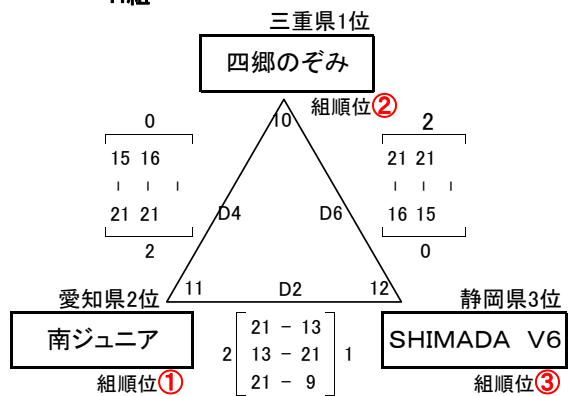 三重県1位
四郷のぞみ
組順位②
10
0
15 16
21 21
2
2
21 21
16 15
0
D4
D6
愛知県2位
11
D2
12
静岡県3位
南ジュニア
SHIMADA V6
2
21 - 13
13 - 21
21 - 9
1
組順位①
組順位③